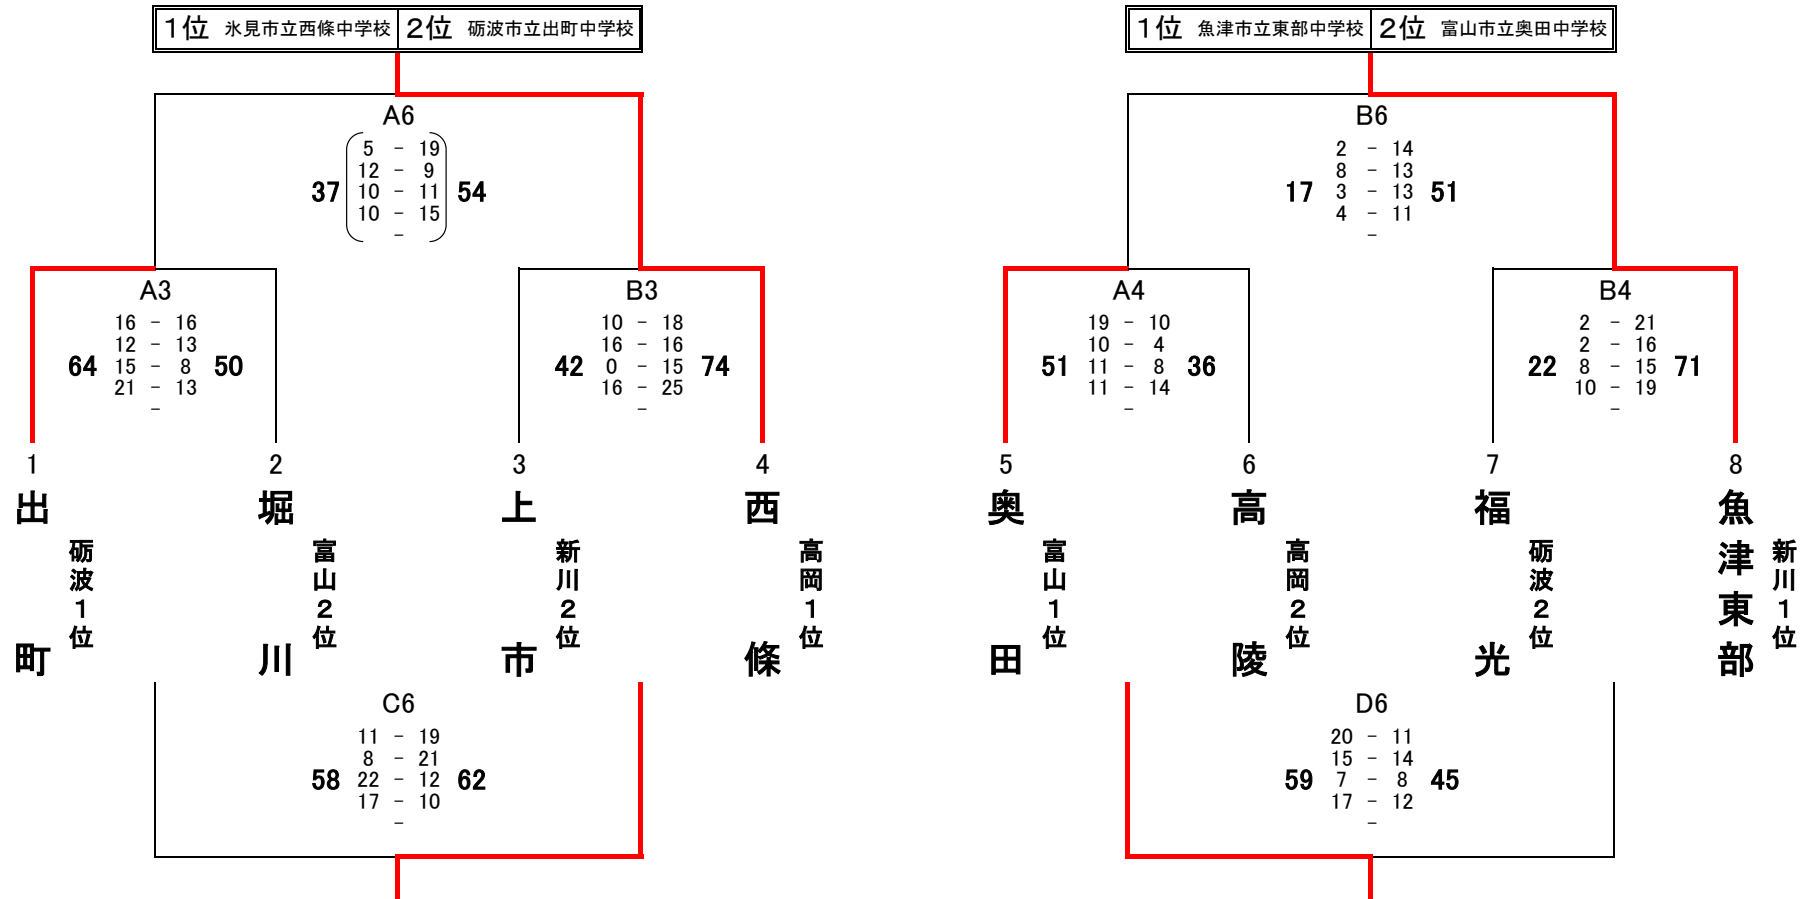 1位 氷見市立西條中学校 2位 砺波市立出町中学校
A6
5 - 19
12 - 9
37 10 - 11 54
10 - 15
-
A3
16 - 16
12 - 13
64 15 - 8 50
21 - 13
-
B3
10 - 18
16 - 16
42 0 - 15 74
16 - 25
-
1
出町
砺波1位
2
堀川
富山2位
3
上市
新川2位
4
西條
高岡1位
C6
11 - 19
8 - 21
58 22 - 12 62
17 - 10
-
1位 魚津市立東部中学校 2位 富山市立奥田中学校
B6
2 - 14
8 - 13
17 3 - 13 51
4 - 11
-
A4
19 - 10
10 - 4
51 11 - 8 36
11 - 14
-
B4
2 - 21
2 - 16
22 8 - 15 71
10 - 19
-
5
奥田
富山1位
6
高陵
高岡2位
7
福光
砺波2位
8
魚津東部
新川1位
D6
20 - 11
15 - 14
59 7 - 8 45
17 - 12
-